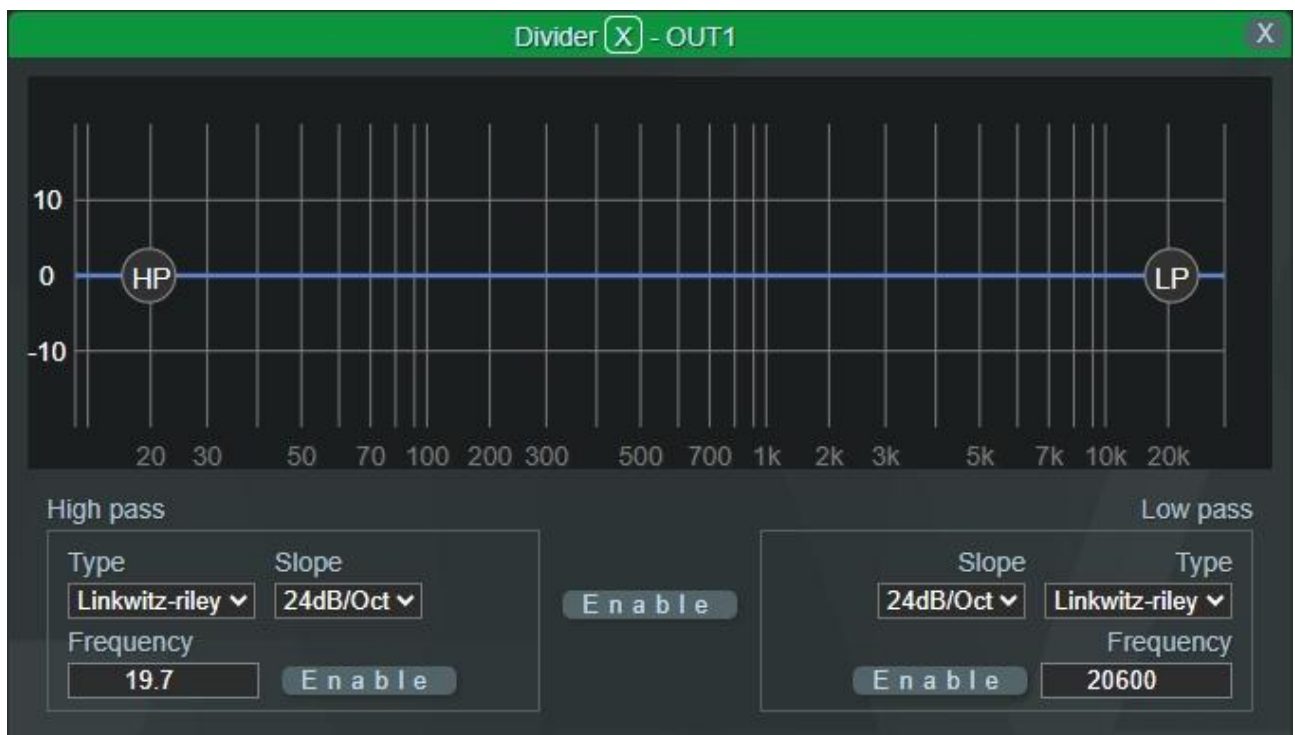 Divider X - OUT1 X
10
0 HP LP
-10
20 30 50 70 100 200 300 500 700 1k 2k 3k 5k 7k 10k 20k
High pass Low pass
Type Slope Slope Type
Linkwitz-riley 24dB/Oct Enable 24dB/Oct Linkwitz-riley
Frequency Frequency
19.7 Enable Enable 20600